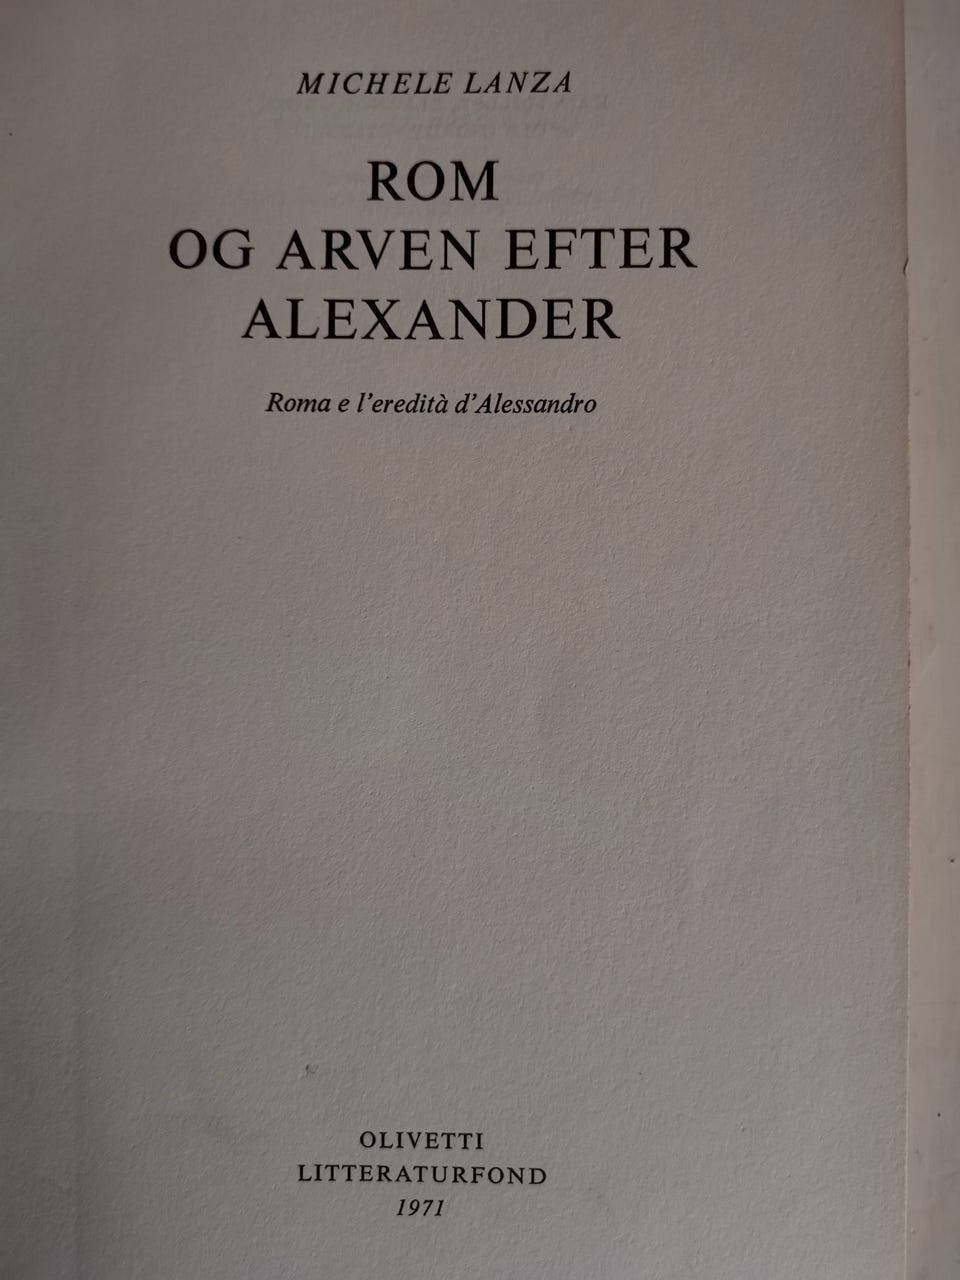 MICHELE LANZA
ROM
OG ARVEN EFTER
ALEXANDER
Roma e l'eredità d'Alessandro
OLIVETTI
LITTERATURFOND
1971